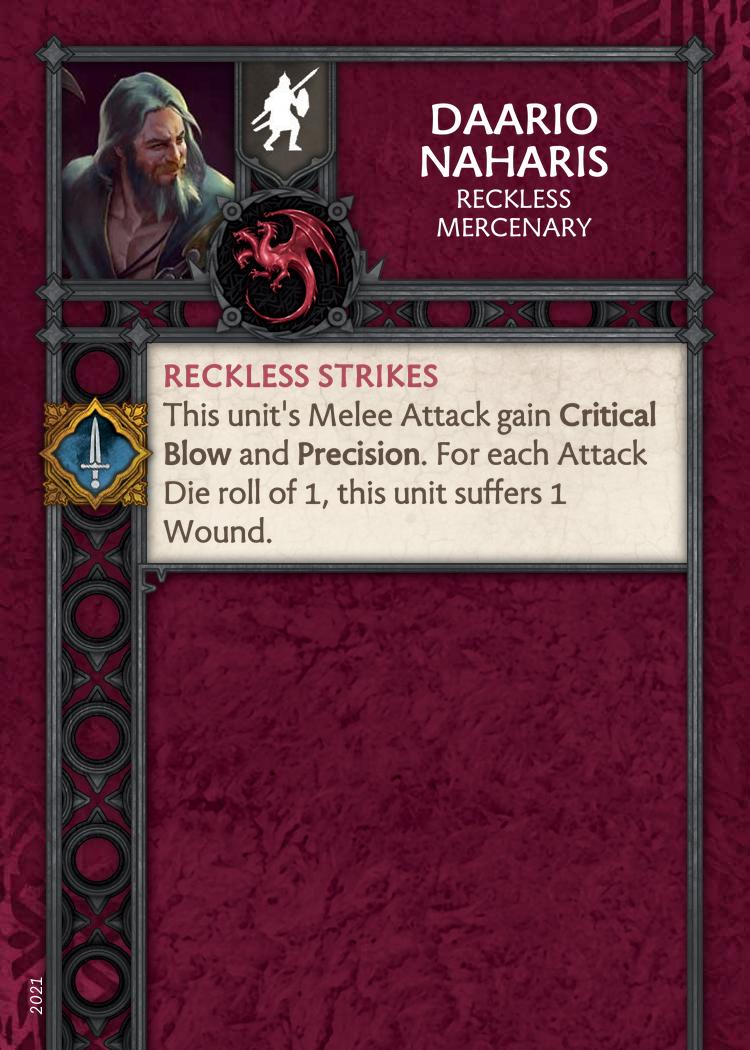 DAARIO
NAHARIS
RECKLESS
MERCENARY
RECKLESS STRIKES
This unit's Melee Attack gain Critical
Blow and Precision. For each Attack
Die roll of 1, this unit suffers 1
Wound.
2021